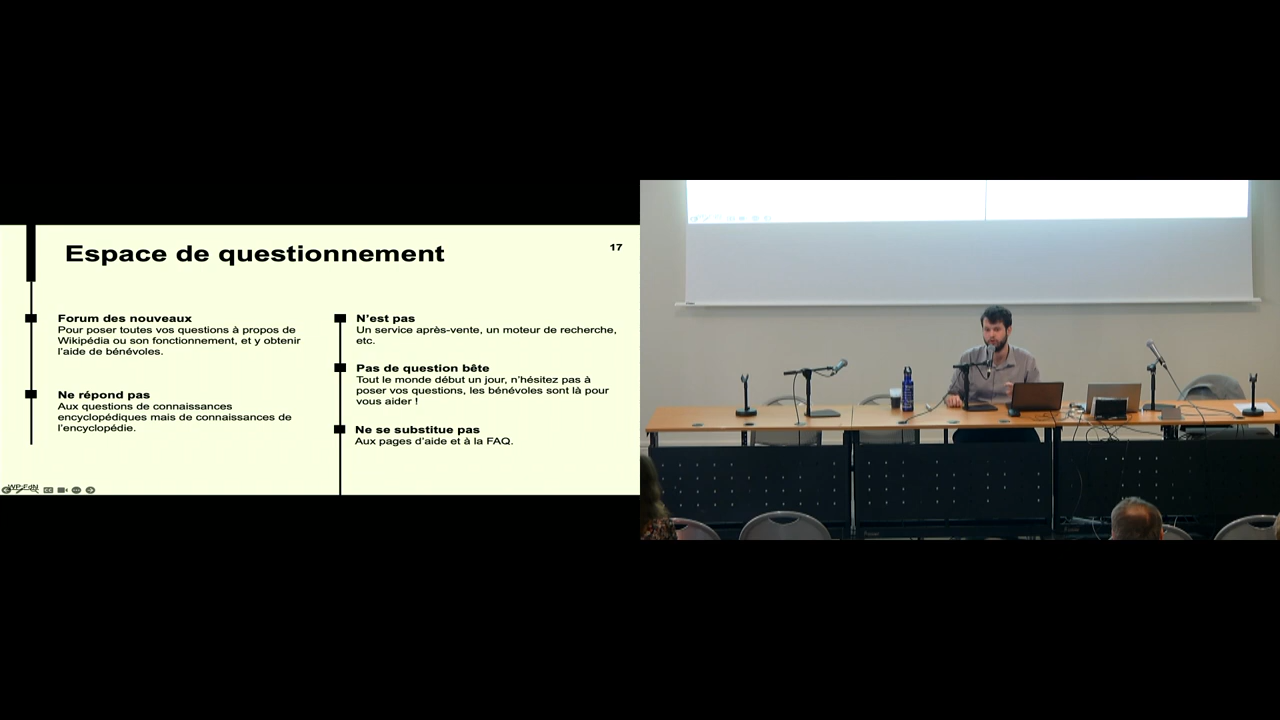 Espace de questionnement
17
Forum des nouveaux
Pour poser toutes vos questions à propos de
Wikipédia ou son fonctionnement, et y obtenir
l'aide de bénévoles.
Ne répond pas
Aux questions de connaissances
encyclopédiques mais de connaissances de
l'encyclopédie.
N'est pas
Un service après-vente, un moteur de recherche,
etc.
Pas de question bête
Tout le monde début un jour, n'hésitez pas à
poser vos questions, les bénévoles sont là pour
vous aider !
Ne se substitue pas
Aux pages d'aide et à la FAQ.
WP-EdN